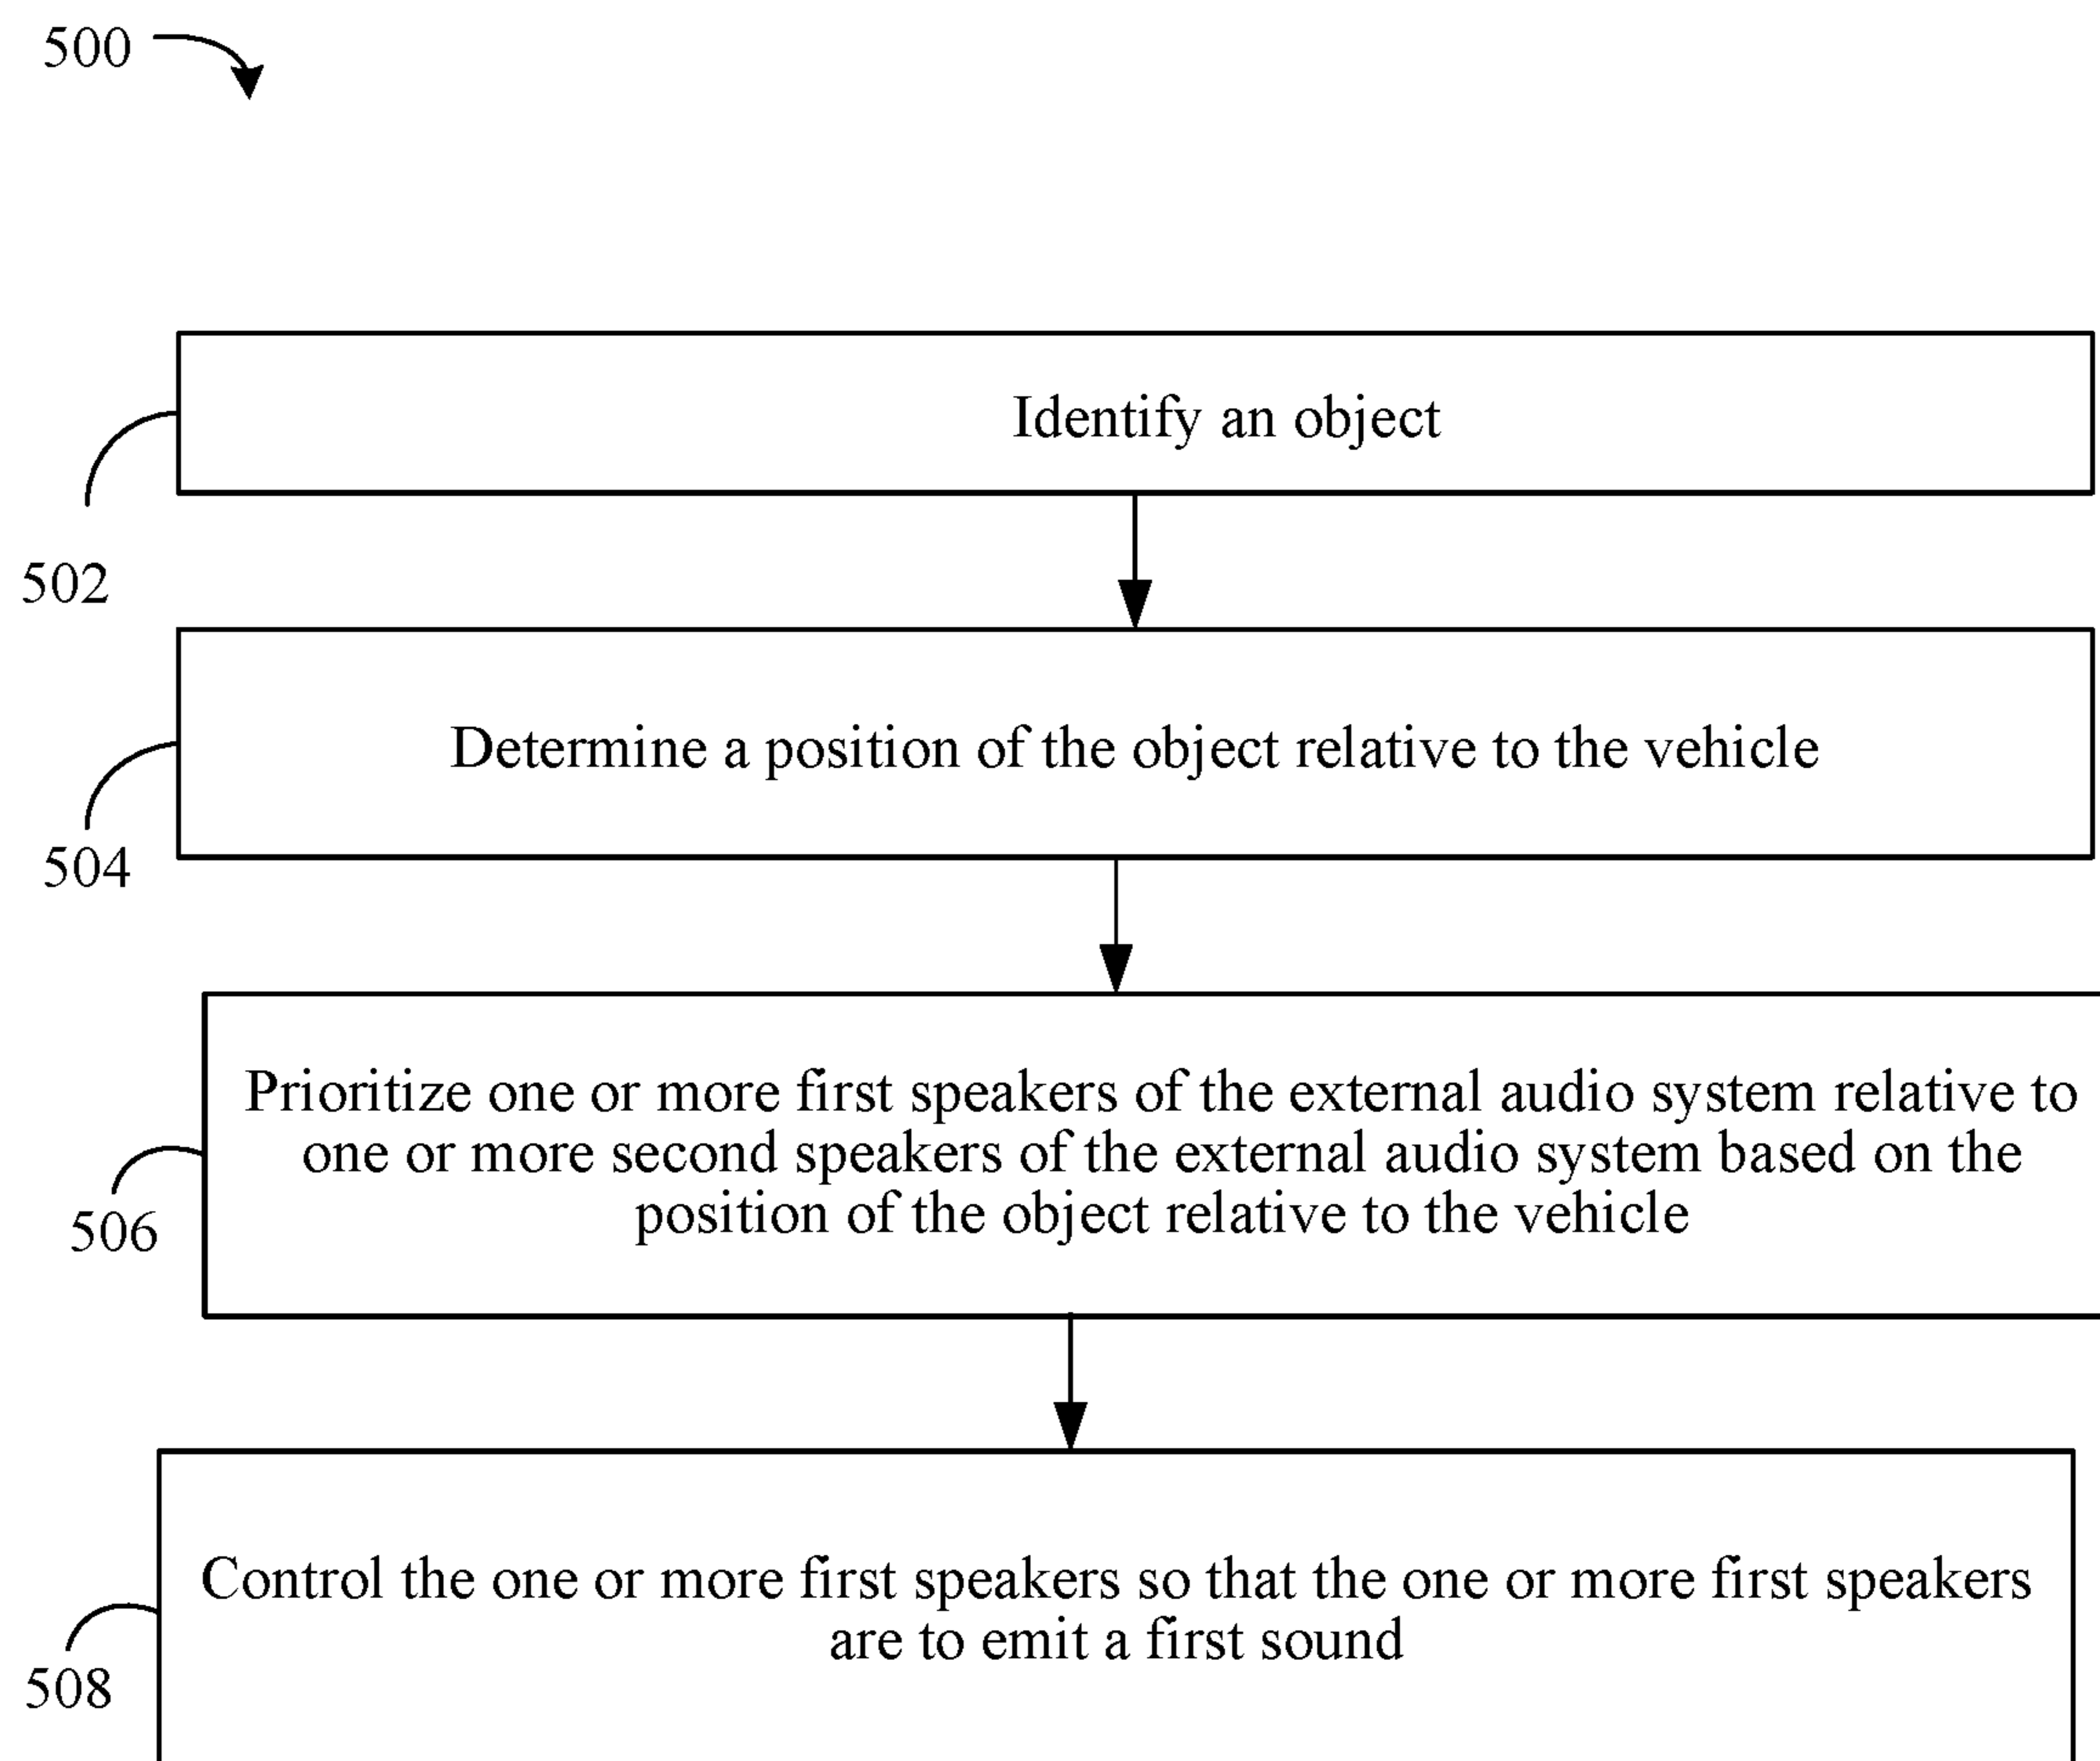 500
Identify an object
502
Determine a position of the object relative to the vehicle
504
Prioritize one or more first speakers of the external audio system relative to
one or more second speakers of the external audio system based on the
position of the object relative to the vehicle
506
Control the one or more first speakers so that the one or more first speakers
are to emit a first sound
508